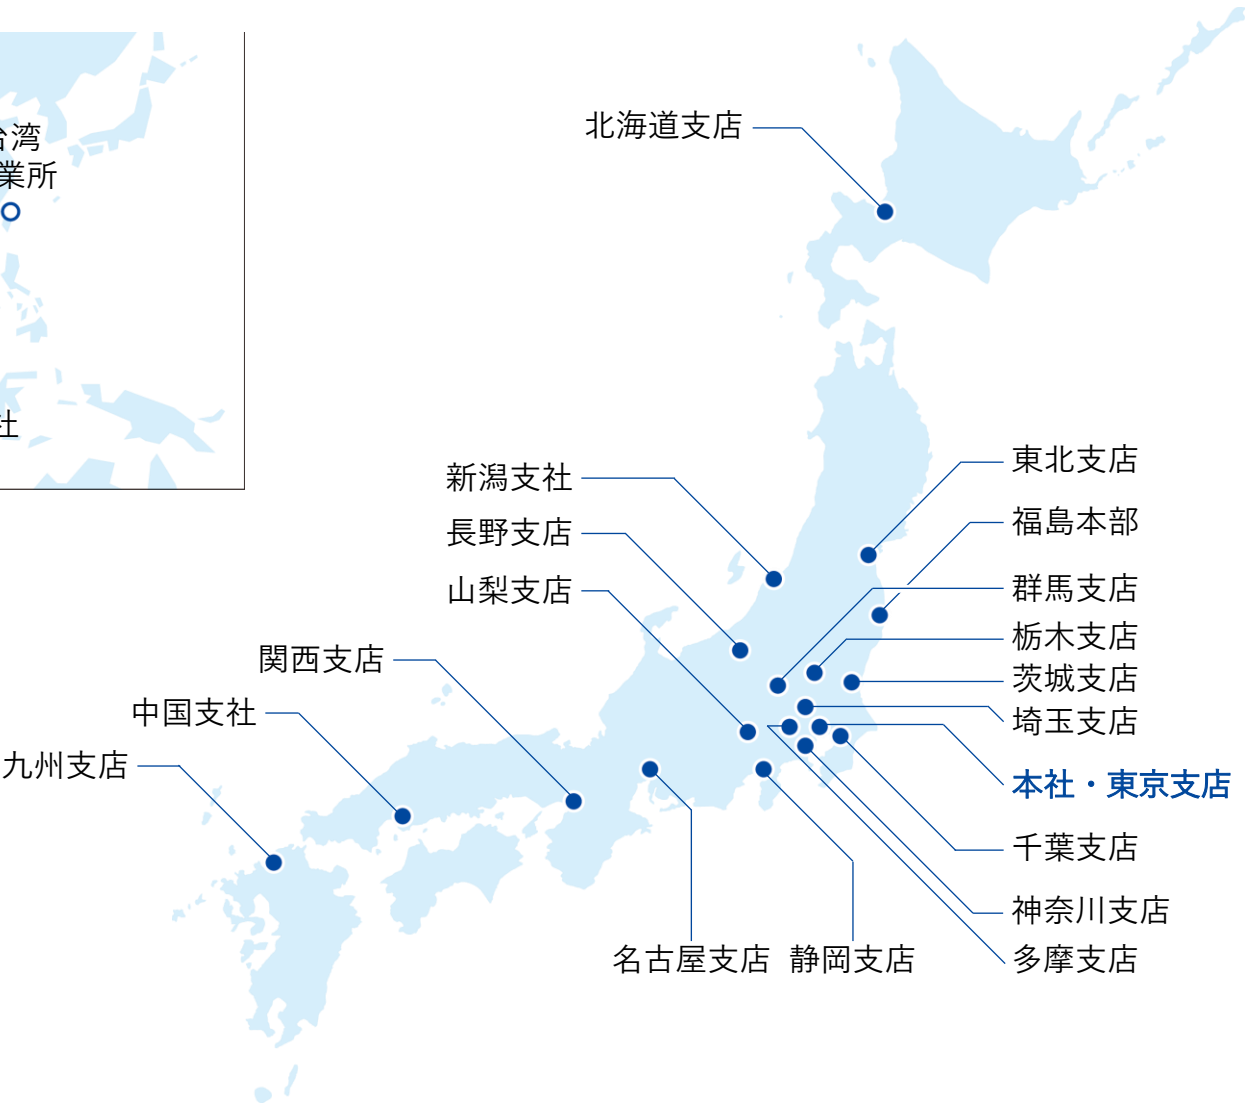 台湾
業所
社
北海道支店
新潟支社
長野支店
山梨支店
関西支店
中国支社
九州支店
東北支店
福島本部
群馬支店
栃木支店
茨城支店
埼玉支店
本社・東京支店
千葉支店
神奈川支店
多摩支店
名古屋支店
静岡支店